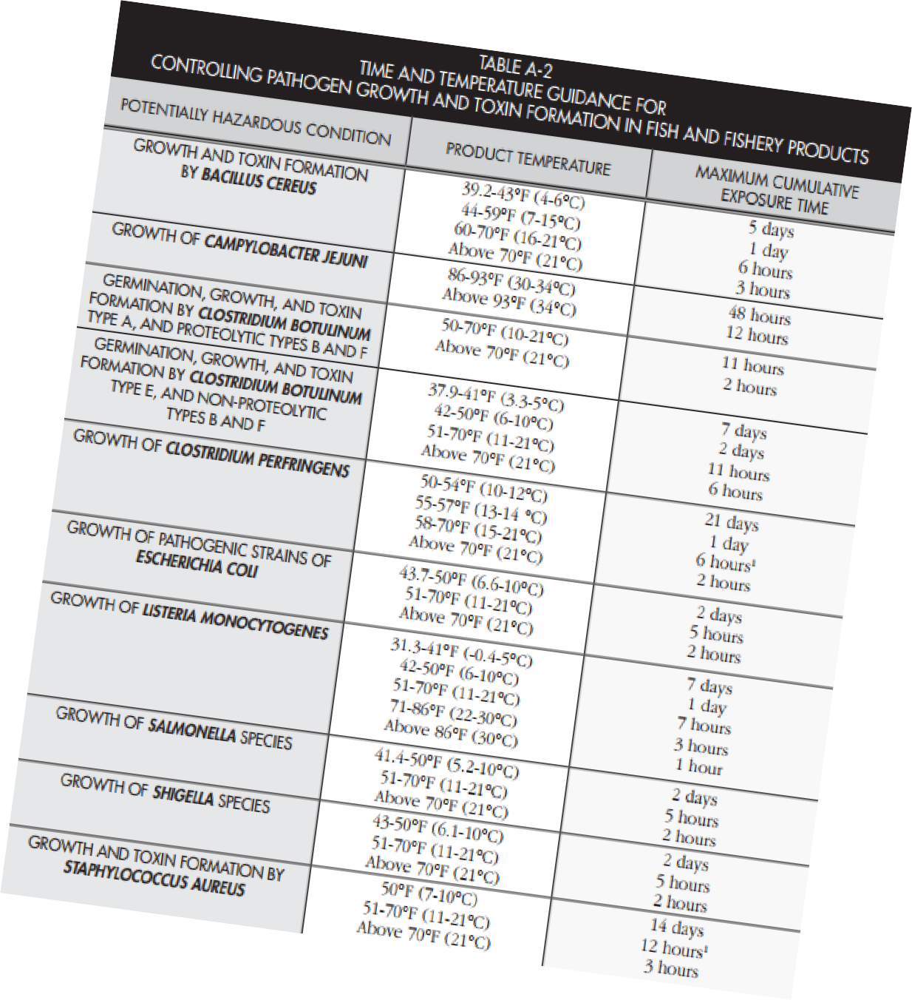 TABLE A-2
TIME AND TEMPERATURE GUIDANCE FOR
CONTROLLING PATHOGEN GROWTH AND TOXIN FORMATION IN FISH AND FISHERY PRODUCTS
POTENTIALLY HAZARDOUS CONDITION
PRODUCT TEMPERATURE
MAXIMUM CUMULATIVE
EXPOSURE TIME
GROWTH AND TOXIN FORMATION
BY BACILLUS CEREUS
39.2-43°F (4-6°C)
44-59°F (7-15°C)
60-70°F (16-21°C)
Above 70°F (21°C)
5 days
1 day
6 hours
3 hours
GROWTH OF CAMPYLOBACTER JEJUNI
86-93°F (30-34°C)
Above 93°F (34°C)
48 hours
12 hours
GERMINATION, GROWTH, AND TOXIN
FORMATION BY CLOSTRIDIUM BOTULINUM
TYPE A, AND PROTEOLYTIC TYPES B AND F
50-70°F (10-21°C)
Above 70°F (21°C)
11 hours
2 hours
GERMINATION, GROWTH, AND TOXIN
FORMATION BY CLOSTRIDIUM BOTULINUM
TYPE E, AND NON-PROTEOLYTIC
TYPES B AND F
37.9-41°F (3.3-5°C)
42-50°F (6-10°C)
51-70°F (11-21°C)
Above 70°F (21°C)
7 days
2 days
11 hours
6 hours
GROWTH OF CLOSTRIDIUM PERFRINGENS
50-54°F (10-12°C)
55-57°F (13-14 °C)
58-70°F (15-21°C)
Above 70°F (21°C)
21 days
1 day
6 hours¹
2 hours
GROWTH OF PATHOGENIC STRAINS OF
ESCHERICHIA COLI
43.7-50°F (6.6-10°C)
51-70°F (11-21°C)
Above 70°F (21°C)
2 days
5 hours
2 hours
GROWTH OF LISTERIA MONOCYTOGENES
31.3-41°F (-0.4-5°C)
42-50°F (6-10°C)
51-70°F (11-21°C)
71-86°F (22-30°C)
Above 86°F (30°C)
7 days
1 day
7 hours
3 hours
1 hour
GROWTH OF SALMONELLA SPECIES
41.4-50°F (5.2-10°C)
51-70°F (11-21°C)
Above 70°F (21°C)
2 days
5 hours
2 hours
GROWTH OF SHIGELLA SPECIES
43-50°F (6.1-10°C)
51-70°F (11-21°C)
Above 70°F (21°C)
2 days
5 hours
2 hours
GROWTH AND TOXIN FORMATION BY
STAPHYLOCOCCUS AUREUS
50°F (7-10°C)
51-70°F (11-21°C)
Above 70°F (21°C)
14 days
12 hours¹
3 hours